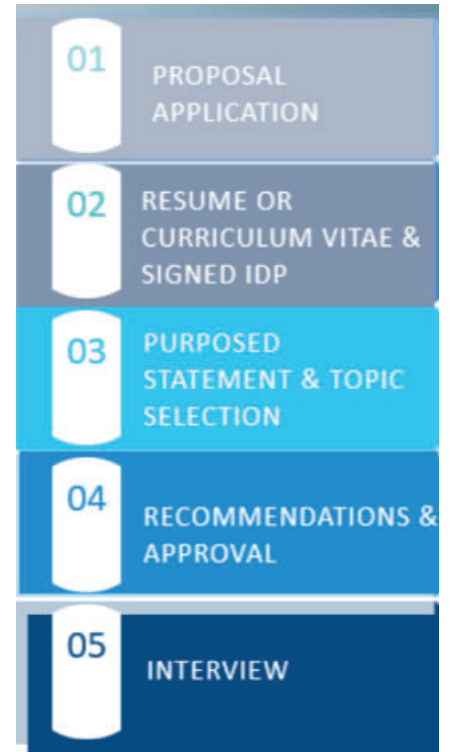 01
PROPOSAL
APPLICATION
02
RESUME OR
CURRICULUM VITAE &
SIGNED IDP
03
PURPOSED
STATEMENT & TOPIC
SELECTION
04
RECOMMENDATIONS &
APPROVAL
05
INTERVIEW